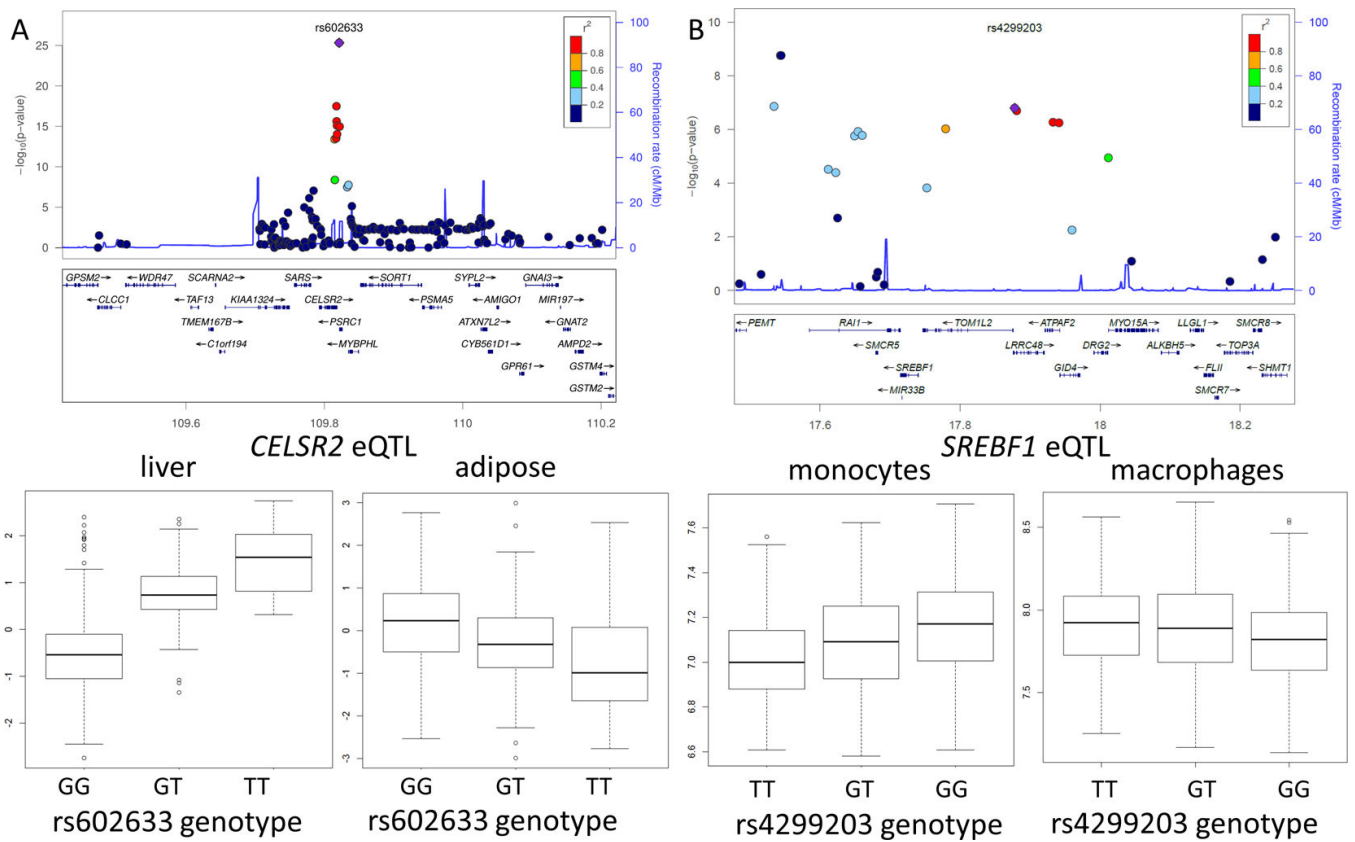 A
rs602633
r²
0.8
0.6
0.4
0.2
25
20
15
10
5
0
−log₁₀(p−value)
100
80
60
40
20
0
Recombination rate (cM/Mb)
GPSM2→ ←WDR47 SCARNA2→ SARS→ ←SORT1 SYPL2→ GNAI3→
←CLCC1 ←TAF13 KIAA1324→ CELSR2→ ←PSMA5 ←AMIGO1 MIR197→
TMEM167B→ ←PSRC1 ATXN7L2→ ←GNAT2
←C1orf194 ←MYBPHL CYB561D1→ AMPD2→
GPR61→ GSTM4→
GSTM2→
109.6 109.8 110 110.2
CELSR2 eQTL
liver adipose
2
1
0
-1
-2
GG GT TT
rs602633 genotype
3
2
1
0
-1
-2
-3
GG GT TT
rs602633 genotype
B
rs4299203
r²
0.8
0.6
0.4
0.2
10
8
6
4
2
0
−log₁₀(p−value)
100
80
60
40
20
0
Recombination rate (cM/Mb)
←PEMT RAI1→ ←TOM1L2 ←ATPAF2 MYO15A→ LLGL1→ SMCR8→
←SMCR5 LRRC48→ DRG2→ ALKBH5→ ←TOP3A
←SREBF1 GID4→ ←FLII ←SHMT1
←MIR33B SMCR7→
17.6 17.8 18 18.2
SREBF1 eQTL
monocytes macrophages
7.6
7.4
7.2
7.0
6.8
6.6
TT GT GG
rs4299203 genotype
8.5
8.0
7.5
TT GT GG
rs4299203 genotype